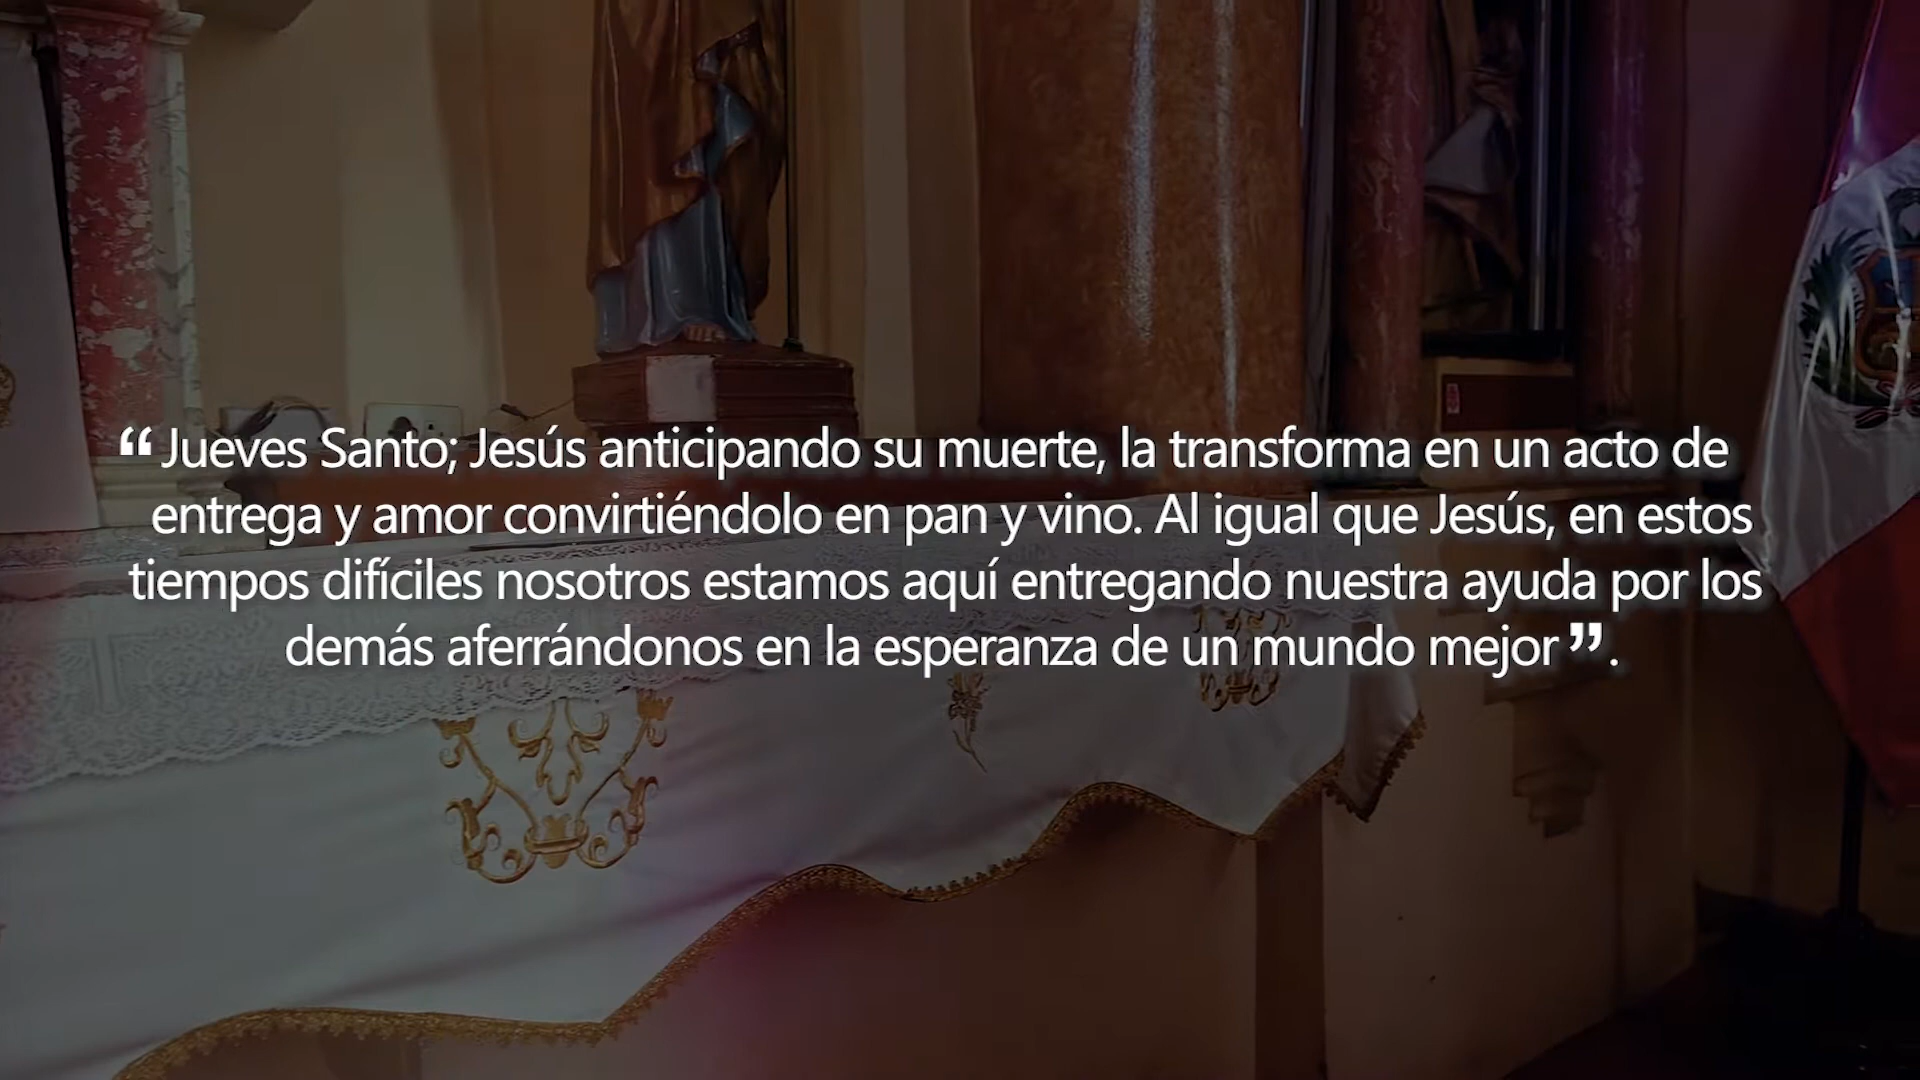 “Jueves Santo; Jesús anticipando su muerte, la transforma en un acto de
entrega y amor convirtiéndolo en pan y vino. Al igual que Jesús, en estos
tiempos difíciles nosotros estamos aquí entregando nuestra ayuda por los
demás aferrándonos en la esperanza de un mundo mejor”.